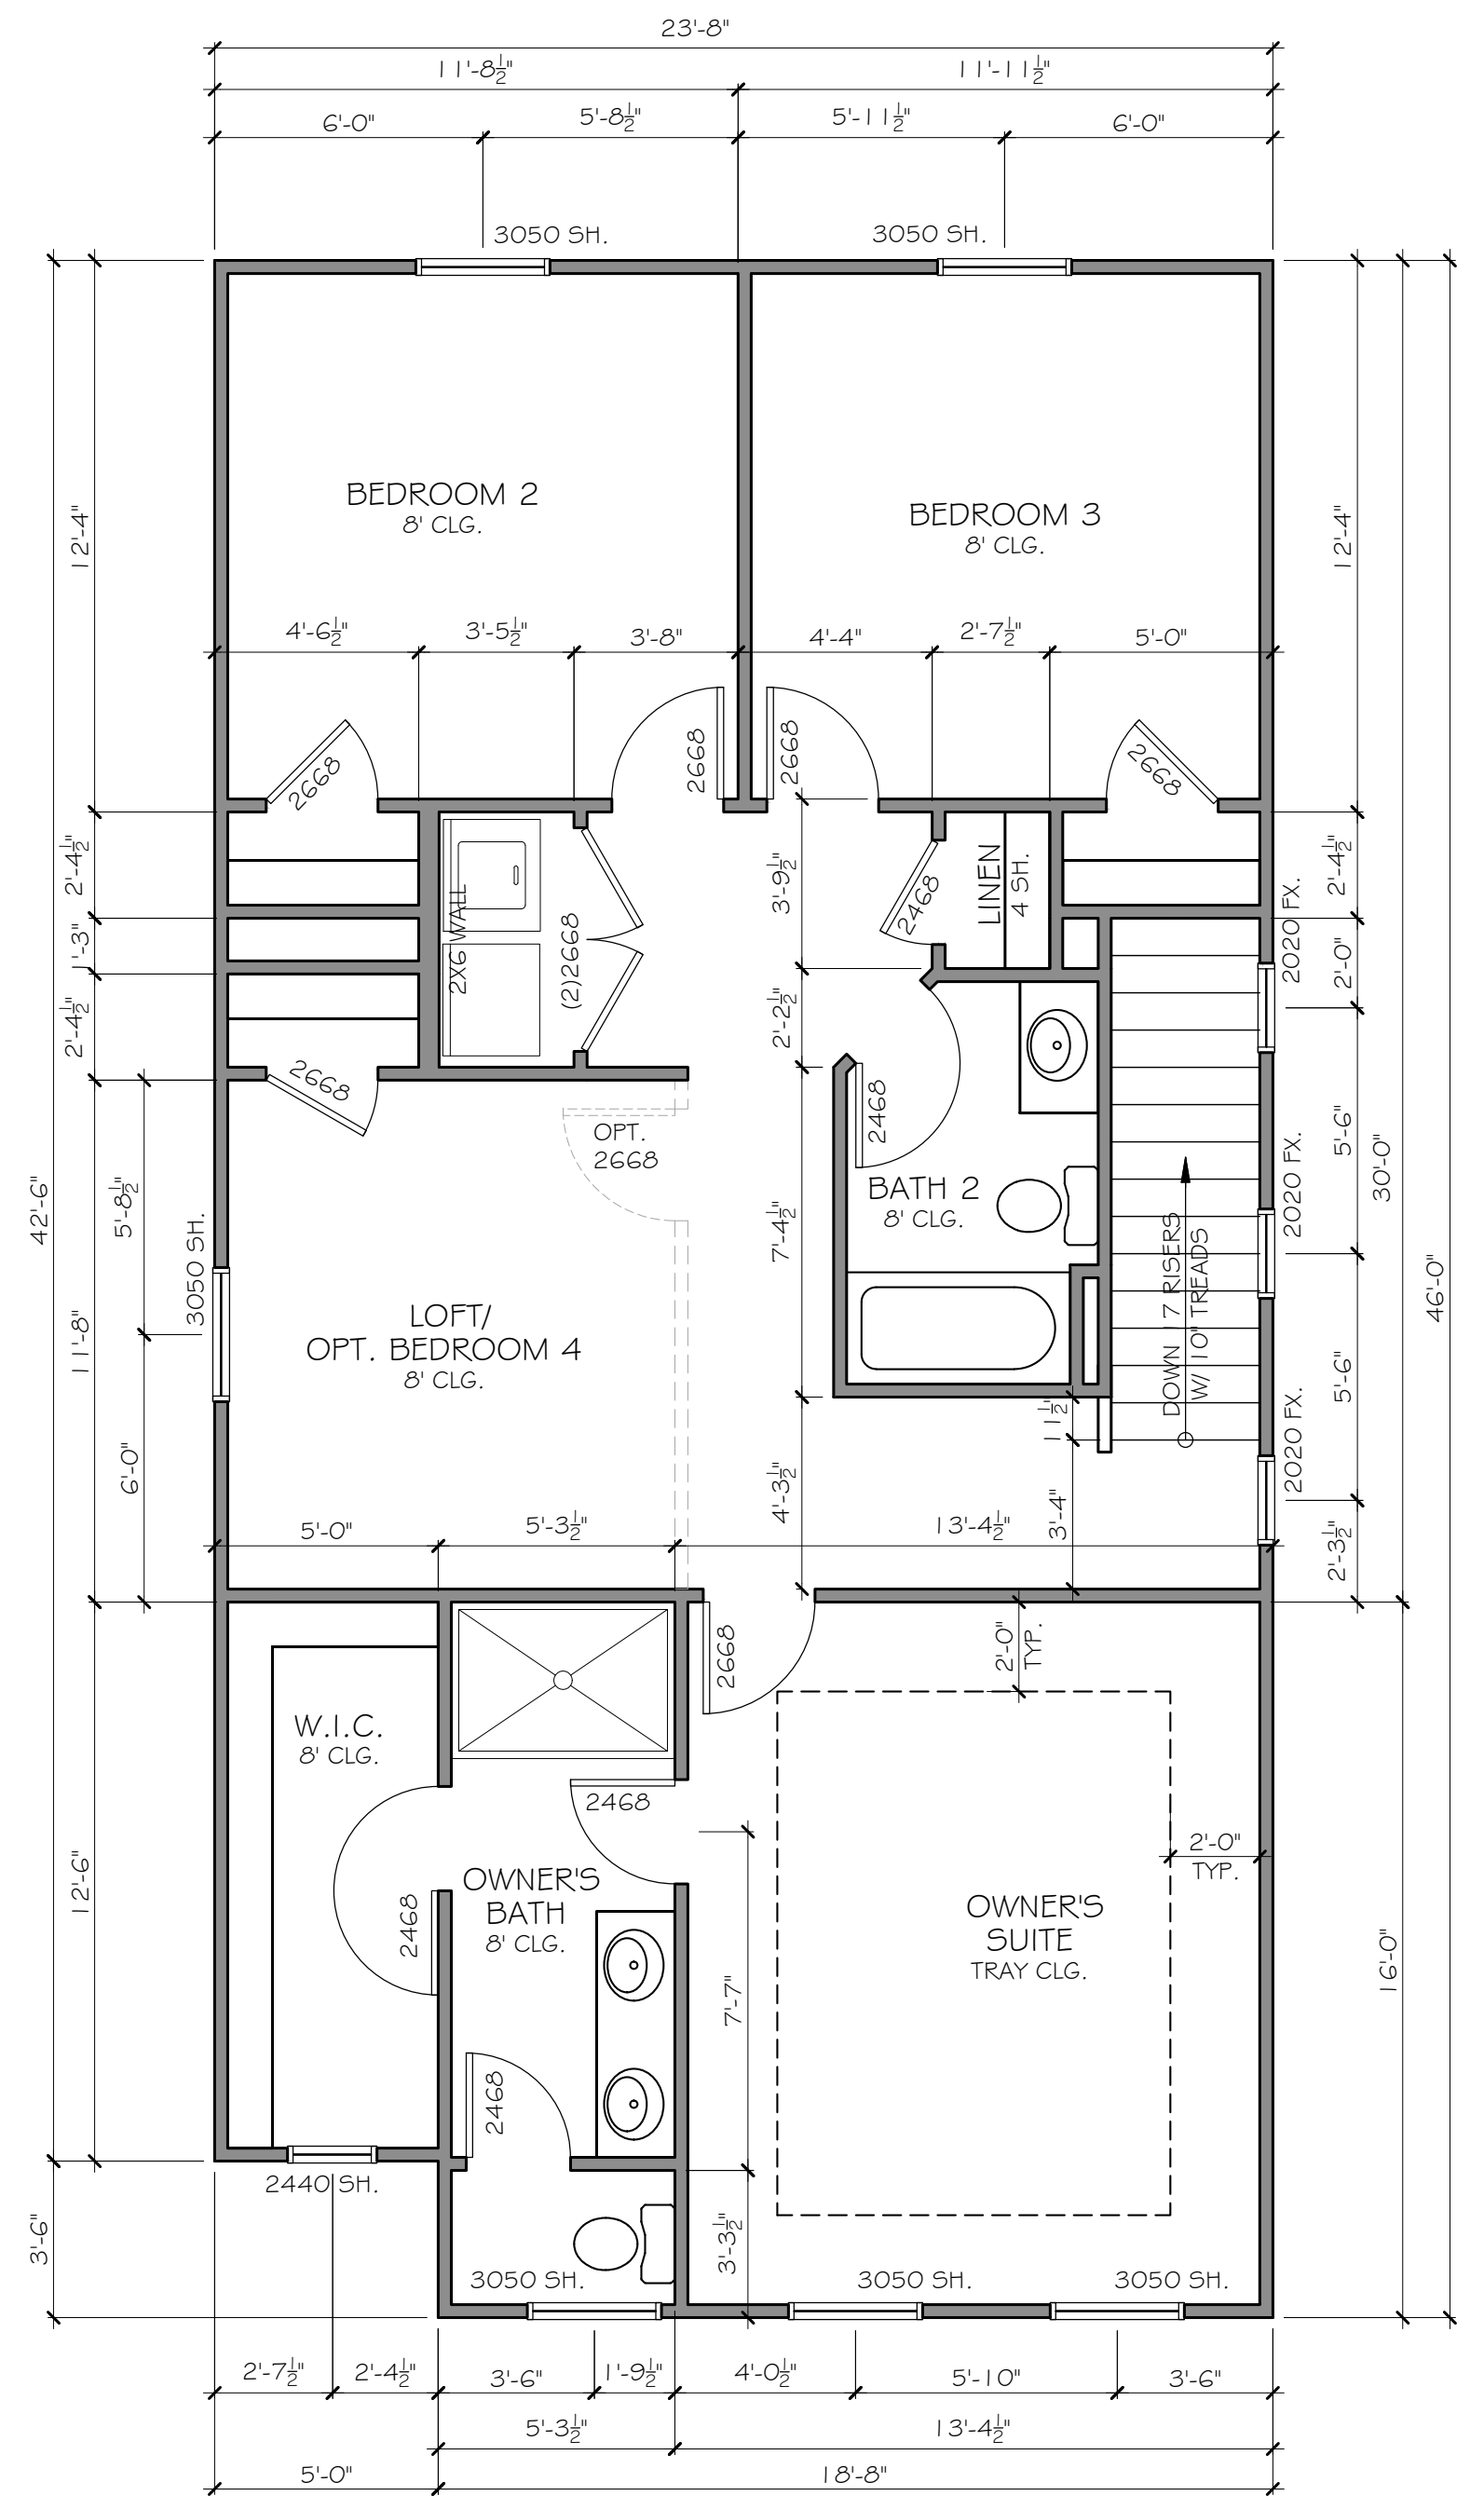 23'-8"
11'-8½" 11'-11½"
6'-0" 5'-8½" 5'-11½" 6'-0"
3050 SH. 3050 SH.
BEDROOM 2
8' CLG.
BEDROOM 3
8' CLG.
12'-4" 12'-4"
4'-6½" 3'-5½" 3'-8" 4'-4" 2'-7½" 5'-0"
2668 2668 2668 2668
2'-4½"
1'-3"
2'-4½"
2X6 WALL
(2)2668
3'-9½"
2468
LINEN
4 SH.
2'-4½"
2020 FX.
2'-0"
2'-2½"
2668
2468
OPT.
2668
BATH 2
8' CLG.
7'-4½"
2020 FX.
5'-6"
30'-0"
42'-6"
5'-8½"
3050 SH.
11'-8"
LOFT/
OPT. BEDROOM 4
8' CLG.
DOWN 17 RISERS
W/ 10" TREADS
46'-0"
5'-6"
2020 FX.
11½"
6'-0"
4'-3½"
3'-4"
2'-3½"
5'-0" 5'-3½" 13'-4½"
2668
2'-0"
TYP.
W.I.C.
8' CLG.
2468
2'-0"
TYP.
12'-6"
2468
OWNER'S
BATH
8' CLG.
OWNER'S
SUITE
TRAY CLG.
16'-0"
7'-7"
2468
2440 SH.
3'-6"
3'-3½"
3050 SH. 3050 SH. 3050 SH.
2'-7½" 2'-4½" 3'-6" 1'-9½" 4'-0½" 5'-10" 3'-6"
5'-3½" 13'-4½"
5'-0" 18'-8"